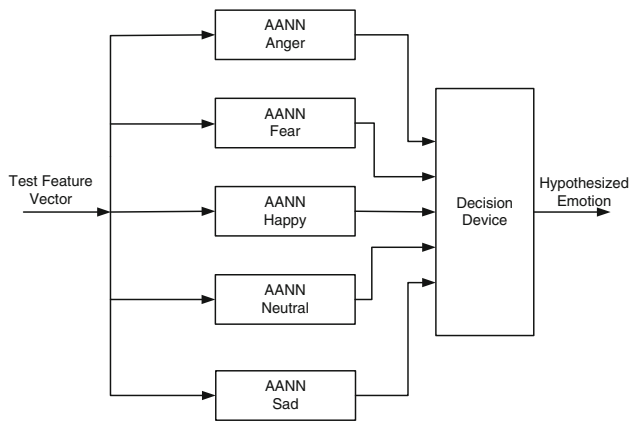 AANN
Anger
AANN
Fear
Test Feature
Vector
AANN
Happy
Decision
Device
Hypothesized
Emotion
AANN
Neutral
AANN
Sad